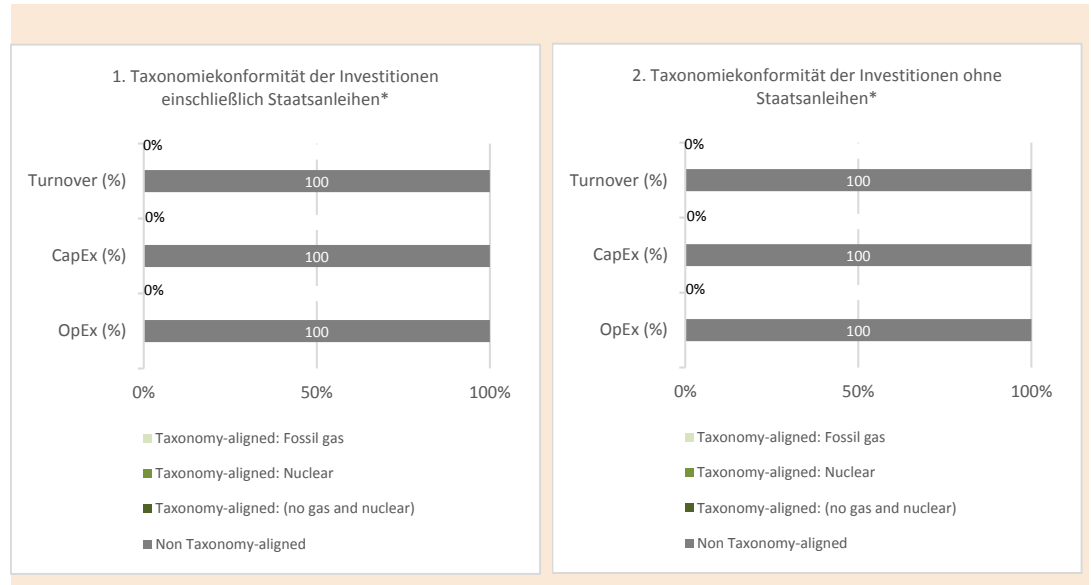 1. Taxonomiekonformität der Investitionen
einschließlich Staatsanleihen*
0%
Turnover (%)
100
0%
CapEx (%)
100
0%
OpEx (%)
100
0%
50%
100%
Taxonomy-aligned: Fossil gas
Taxonomy-aligned: Nuclear
Taxonomy-aligned: (no gas and nuclear)
Non Taxonomy-aligned
2. Taxonomiekonformität der Investitionen ohne
Staatsanleihen*
0%
Turnover (%)
100
0%
CapEx (%)
100
0%
OpEx (%)
100
0%
50%
100%
Taxonomy-aligned: Fossil gas
Taxonomy-aligned: Nuclear
Taxonomy-aligned: (no gas and nuclear)
Non Taxonomy-aligned